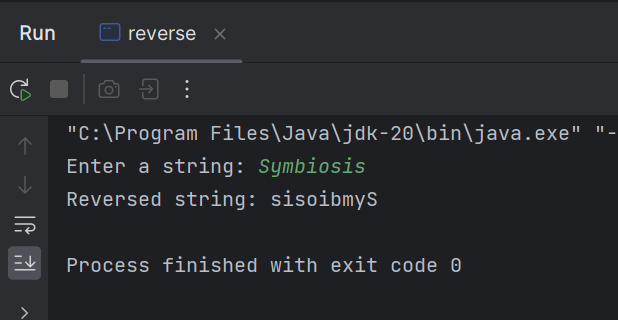 Run reverse
"C:\Program Files\Java\jdk-20\bin\java.exe" "-
Enter a string: Symbiosis
Reversed string: sisoibmyS
Process finished with exit code 0